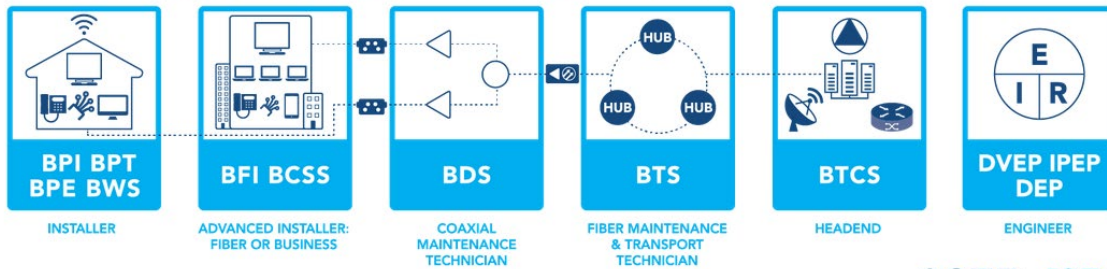 BPI BPT
BPE BWS
INSTALLER
BFI BCSS
ADVANCED INSTALLER:
FIBER OR BUSINESS
BDS
COAXIAL
MAINTENANCE
TECHNICIAN
HUB
HUB
HUB
BTS
FIBER MAINTENANCE
& TRANSPORT
TECHNICIAN
BTCS
HEADEND
E
I R
DVEP IPEP
DEP
ENGINEER